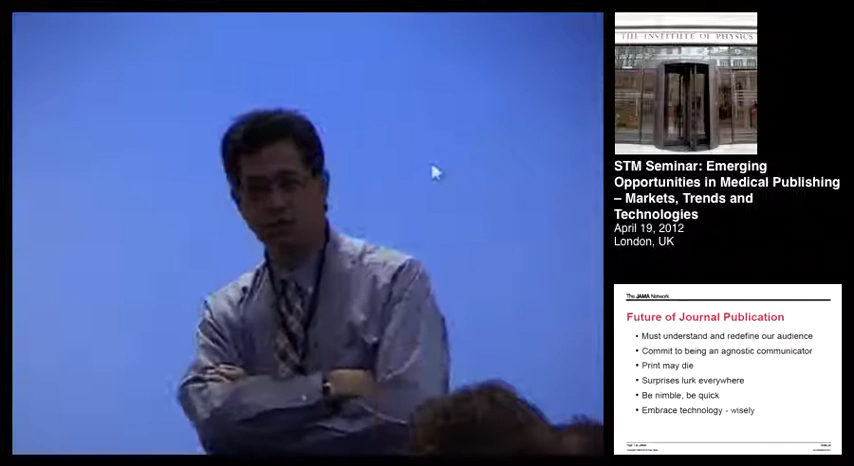 THE INSTITUTE OF PHYSICS
STM Seminar: Emerging
Opportunities in Medical Publishing
– Markets, Trends and
Technologies
April 19, 2012
London, UK
The JAMA Network
Future of Journal Publication
• Must understand and redefine our audience
• Commit to being an agnostic communicator
• Print may die
• Surprises lurk everywhere
• Be nimble, be quick
• Embrace technology - wisely